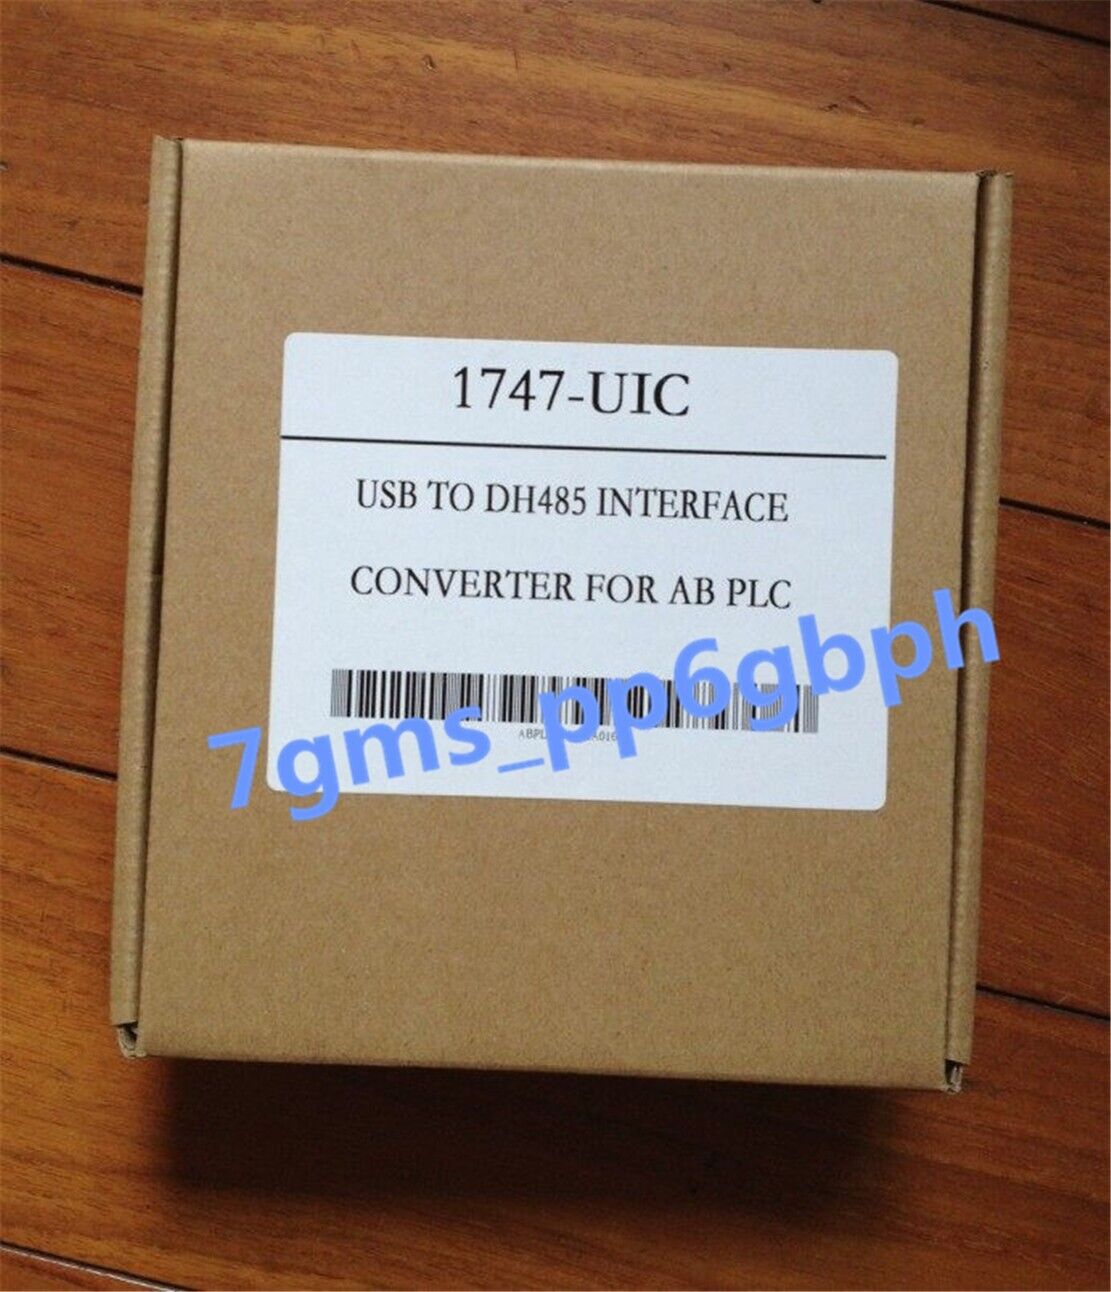 1747-UIC
USB TO DH485 INTERFACE
CONVERTER FOR AB PLC
7gms_pp6gbph